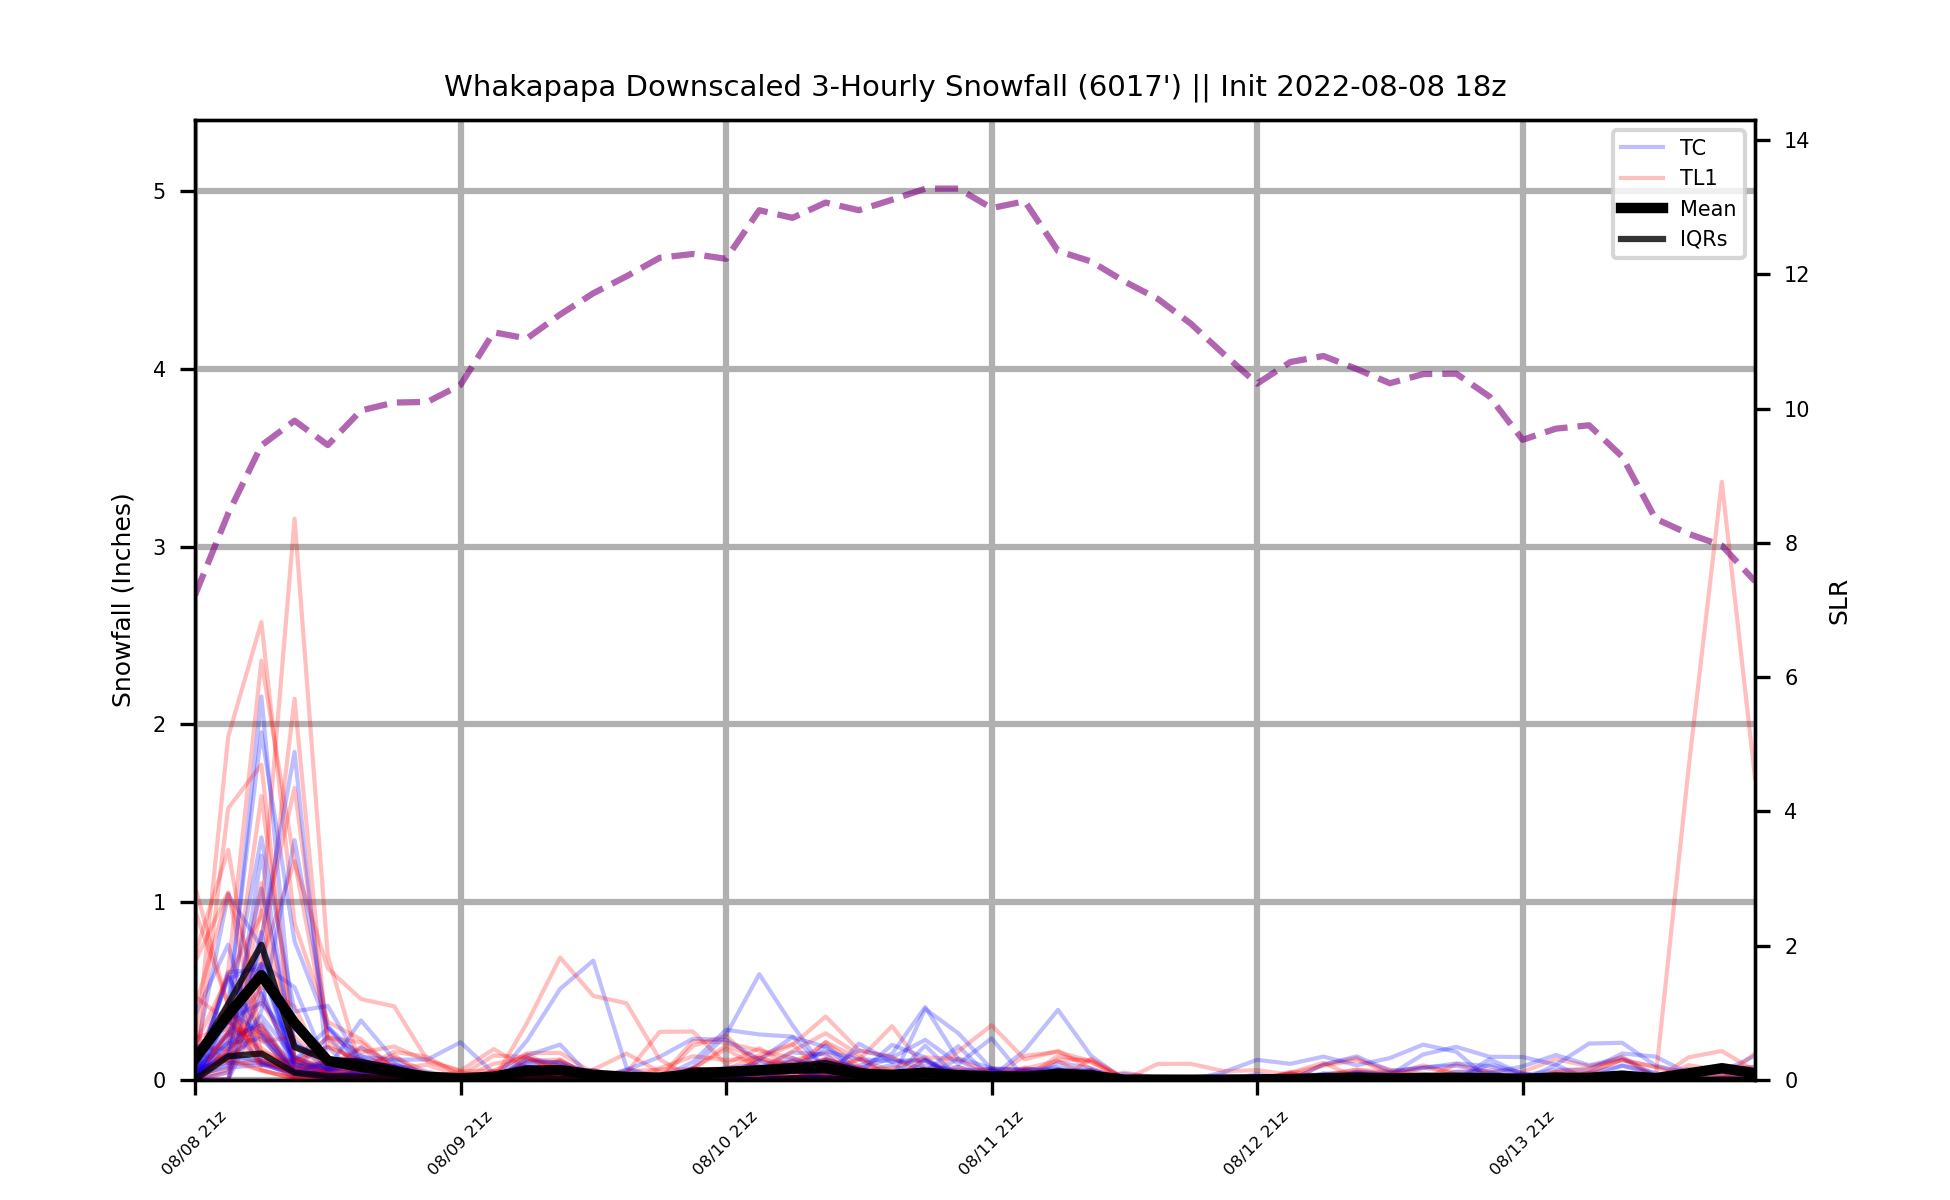 Whakapapa Downscaled 3-Hourly Snowfall (6017') || Init 2022-08-08 18z
TC
TL1
Mean
IQRs
Snowfall (Inches)
5
4
3
2
1
0
14
12
10
8
6
4
2
0
SLR
08/08 21z
08/09 21z
08/10 21z
08/11 21z
08/12 21z
08/13 21z